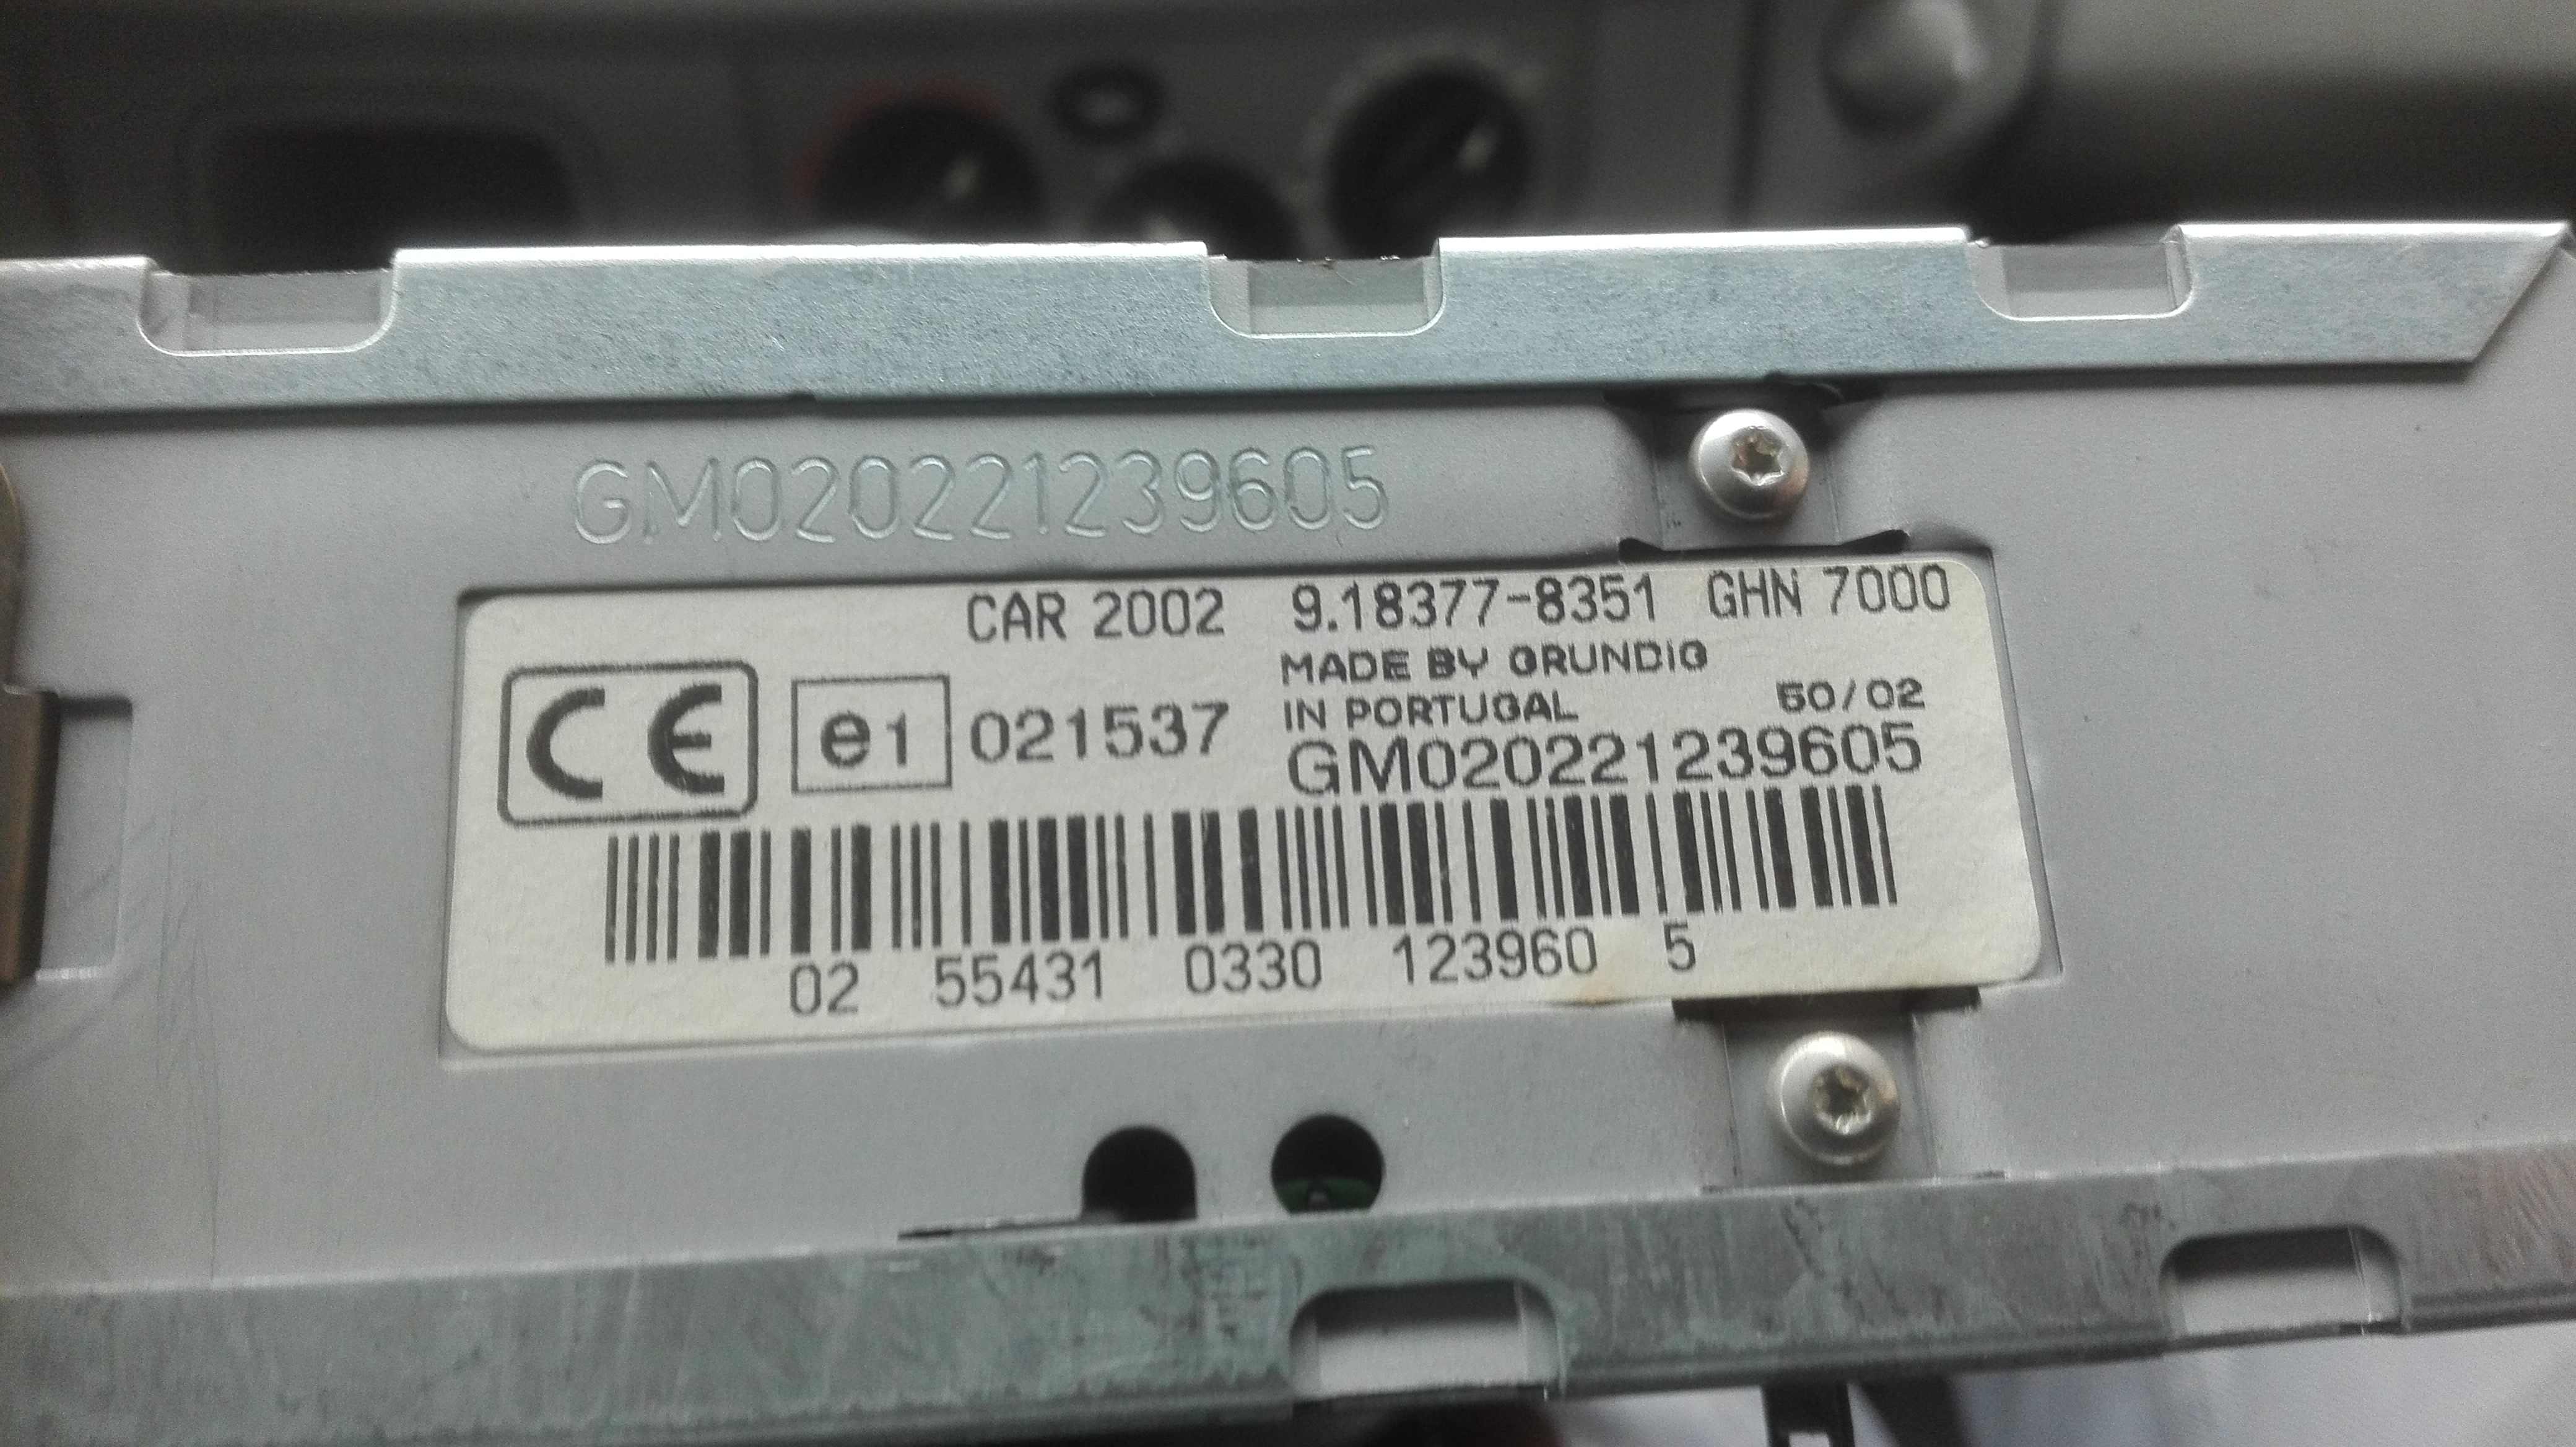 GM020221239605
CAR 2002 9.18377-8351 GHN 7000
MADE BY GRUNDiG
IN PORTUGAL 50/02
CE e1 021537 GM020221239605
02 55431 0330 123960 5